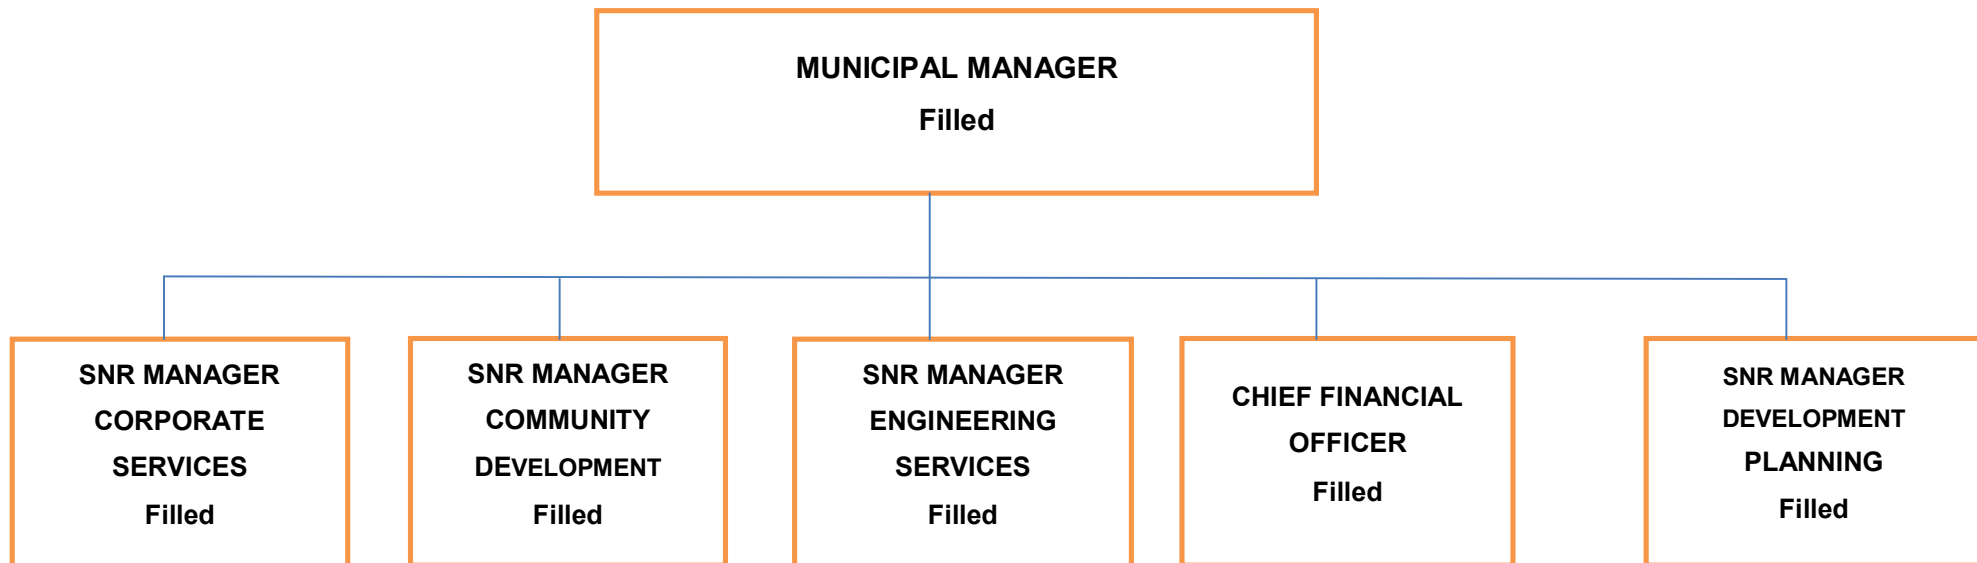 MUNICIPAL MANAGER
Filled
SNR MANAGER
CORPORATE
SERVICES
Filled
SNR MANAGER
COMMUNITY
DEVELOPMENT
Filled
SNR MANAGER
ENGINEERING
SERVICES
Filled
CHIEF FINANCIAL
OFFICER
Filled
SNR MANAGER
DEVELOPMENT
PLANNING
Filled